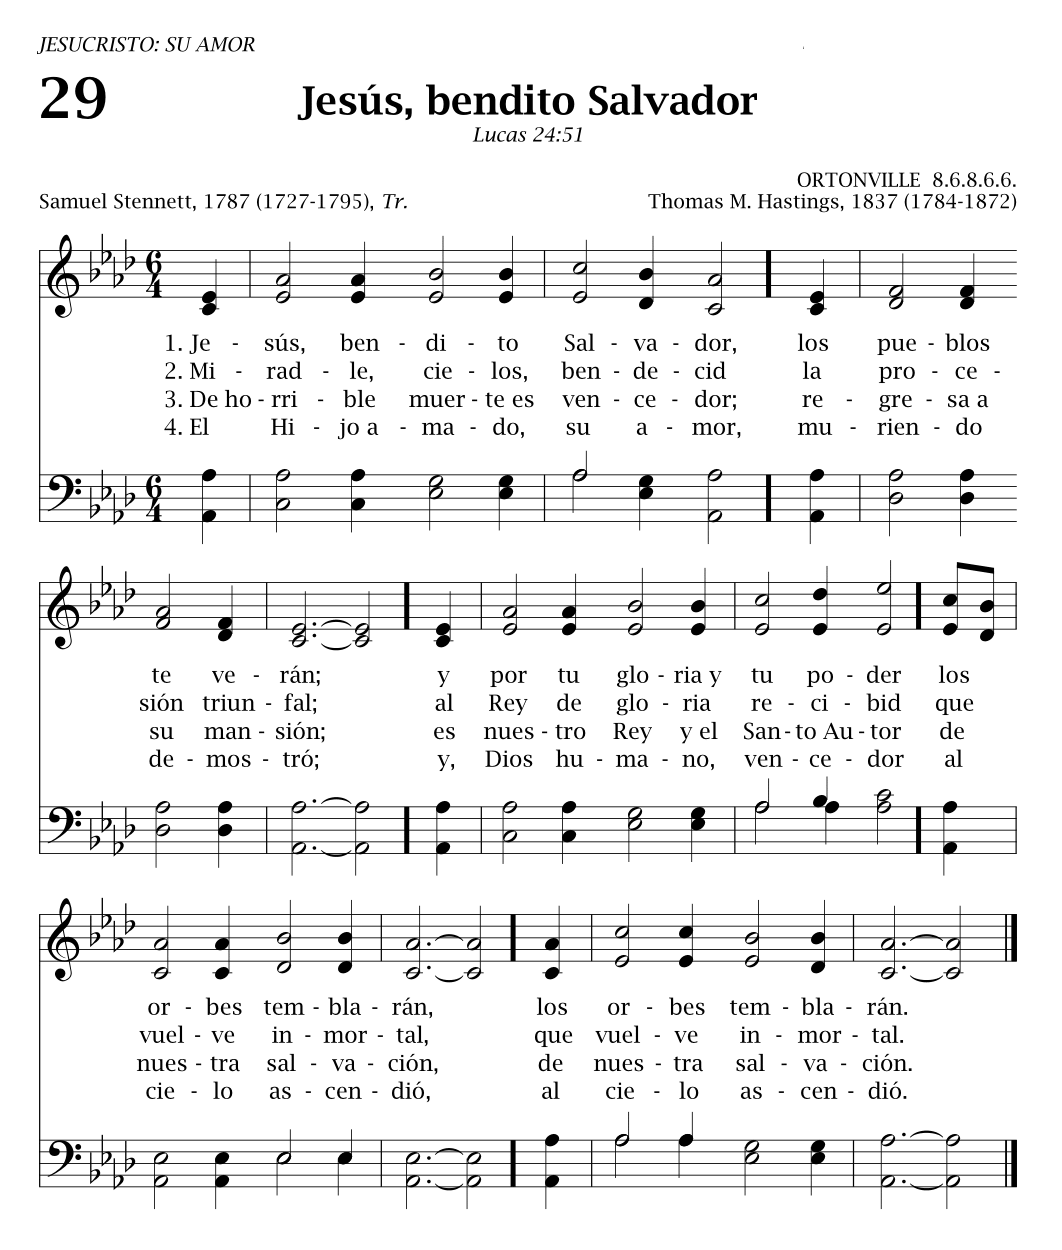 JESUCRISTO: SU AMOR
29
Jesús, bendito Salvador
Lucas 24:51
ORTONVILLE 8.6.8.6.6.
Samuel Stennett, 1787 (1727-1795), Tr.
Thomas M. Hastings, 1837 (1784-1872)
6
4
1. Je - sús, ben - di - to Sal - va - dor, los pue - blos
2. Mi - rad - le, cie - los, ben - de - cid la pro - ce -
3. De ho - rri - ble muer - te es ven - ce - dor; re - gre - sa a
4. El Hi - jo a - ma - do, su a - mor, mu - rien - do
6
4
te ve - rán; y por tu glo - ria y tu po - der los
sión triun - fal; al Rey de glo - ria re - ci - bid que
su man - sión; es nues - tro Rey y el San - to Au - tor de
de - mos - tró; y, Dios hu - ma - no, ven - ce - dor al
or - bes tem - bla - rán, los or - bes tem - bla - rán.
vuel - ve in - mor - tal, que vuel - ve in - mor - tal.
nues - tra sal - va - ción, de nues - tra sal - va - ción.
cie - lo as - cen - dió, al cie - lo as - cen - dió.